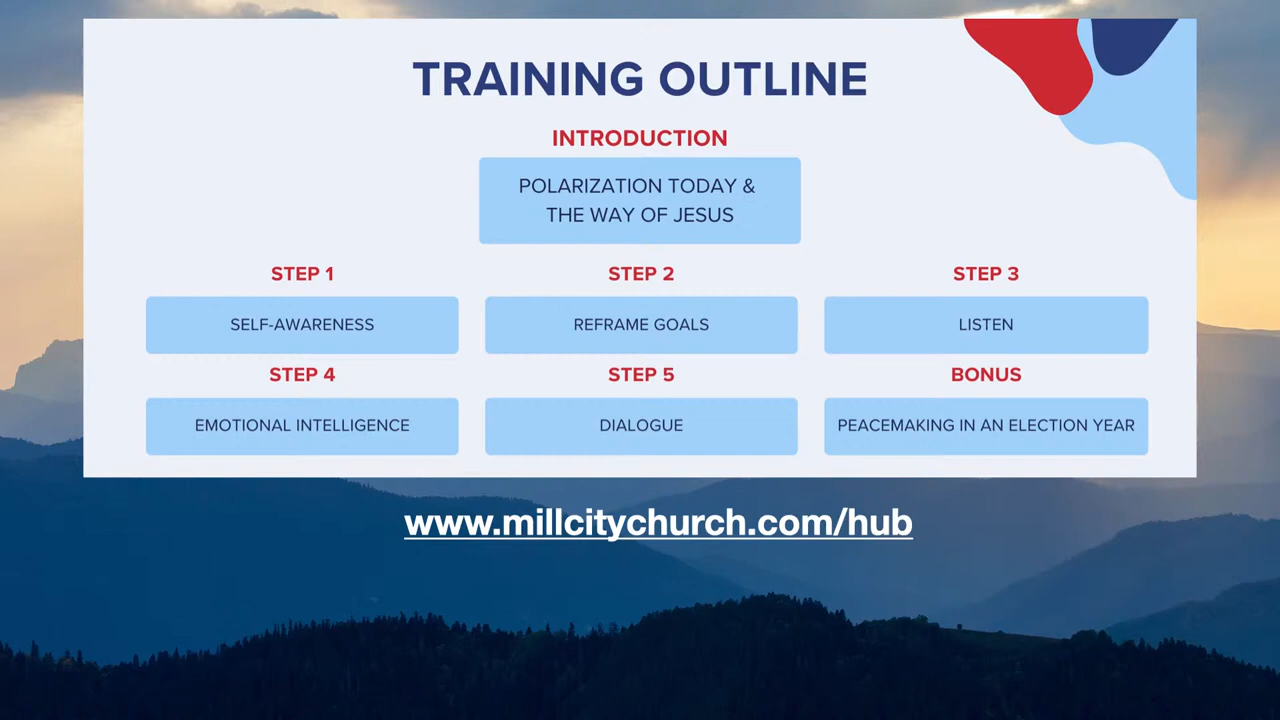 TRAINING OUTLINE
INTRODUCTION
POLARIZATION TODAY &
THE WAY OF JESUS
STEP 1
SELF-AWARENESS
STEP 2
REFRAME GOALS
STEP 3
LISTEN
STEP 4
EMOTIONAL INTELLIGENCE
STEP 5
DIALOGUE
BONUS
PEACEMAKING IN AN ELECTION YEAR
www.millcitychurch.com/hub